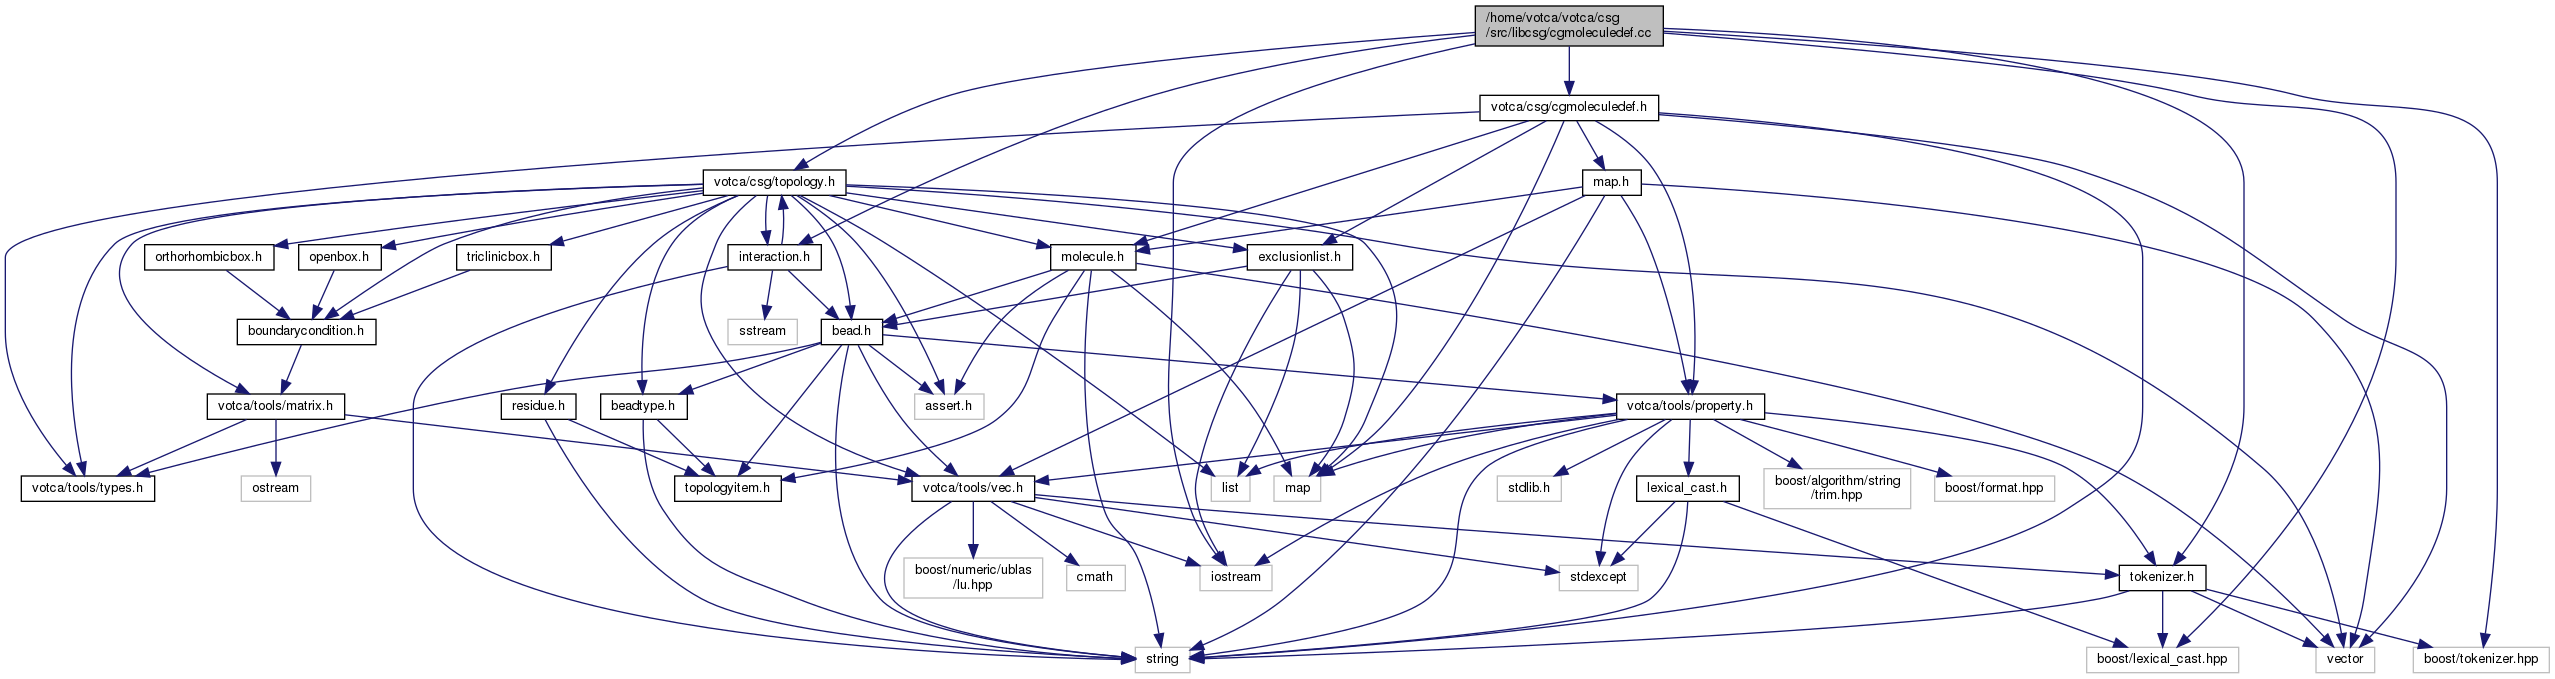 /home/votca/votca/csg
/src/libcsg/cgmoleculedef.cc
votca/csg/cgmoleculedef.h
votca/csg/topology.h
map.h
orthorhombicbox.h
openbox.h
triclinicbox.h
interaction.h
molecule.h
exclusionlist.h
boundarycondition.h
sstream
bead.h
votca/tools/matrix.h
residue.h
beadtype.h
assert.h
votca/tools/property.h
votca/tools/types.h
ostream
topologyitem.h
votca/tools/vec.h
list
map
stdlib.h
lexical_cast.h
boost/algorithm/string
/trim.hpp
boost/format.hpp
boost/numeric/ublas
/lu.hpp
cmath
iostream
stdexcept
tokenizer.h
string
boost/lexical_cast.hpp
vector
boost/tokenizer.hpp